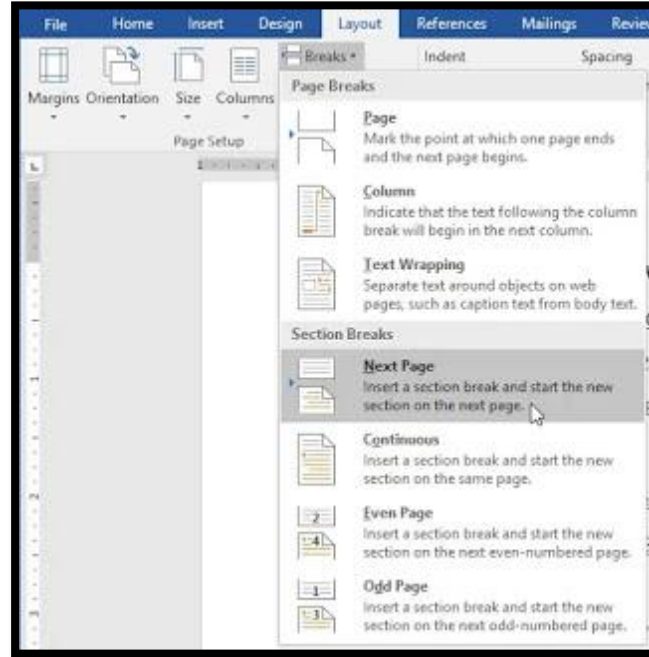 File Home Insert Design Layout References Mailings Review
Breaks Indent Spacing
Margins Orientation Size Columns
Page Setup
Page Breaks
Page
Mark the point at which one page ends
and the next page begins.
Column
Indicate that the text following the column
break will begin in the next column.
Text Wrapping
Separate text around objects on web
pages, such as caption text from body text.
Section Breaks
Next Page
Insert a section break and start the new
section on the next page.
Continuous
Insert a section break and start the new
section on the same page.
2
4
Even Page
Insert a section break and start the new
section on the next even-numbered page.
1
3
Odd Page
Insert a section break and start the new
section on the next odd-numbered page.